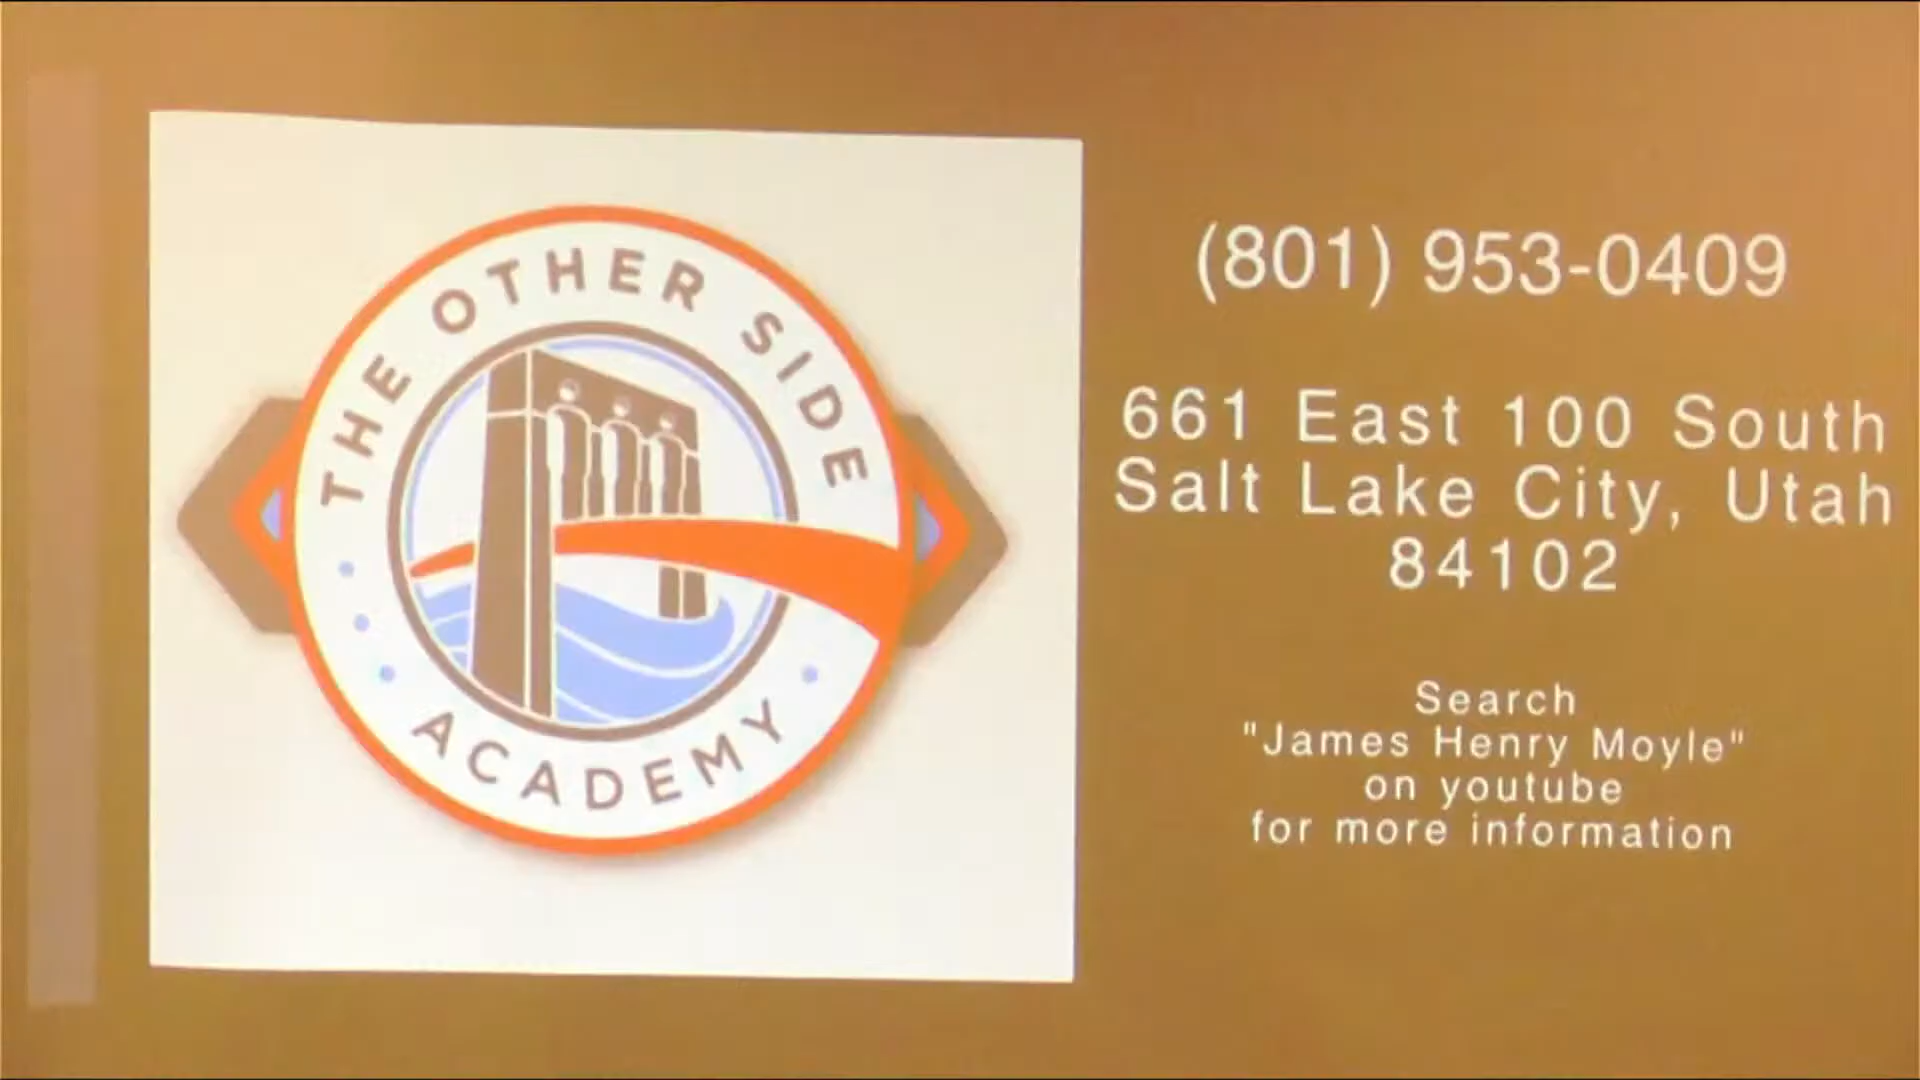 THE OTHER SIDE
ACADEMY
(801) 953-0409
661 East 100 South
Salt Lake City, Utah
84102
Search
"James Henry Moyle"
on youtube
for more information